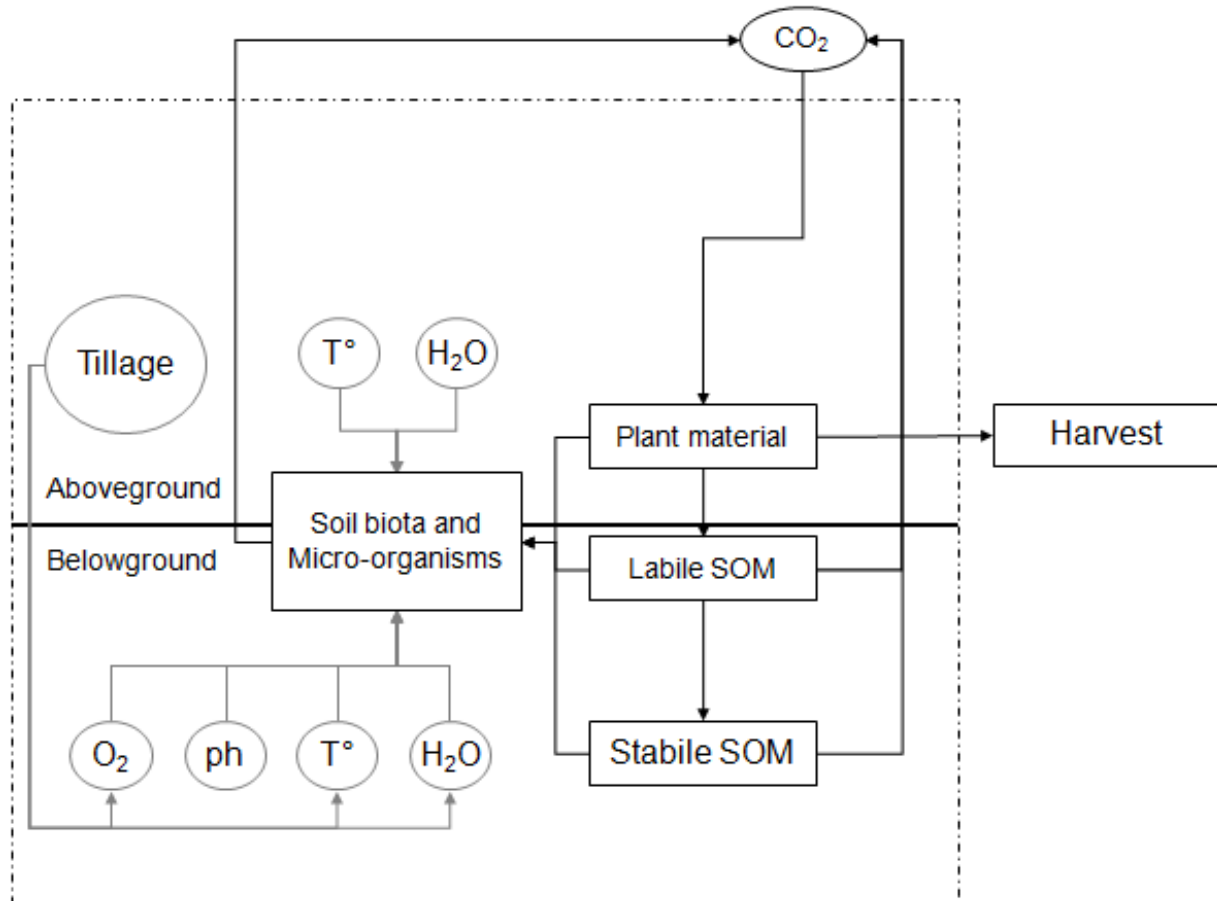 CO₂
Tillage
T°
H₂O
Plant material
Harvest
Aboveground
Soil biota and
Micro-organisms
Belowground
Labile SOM
O₂
ph
T°
H₂O
Stabile SOM